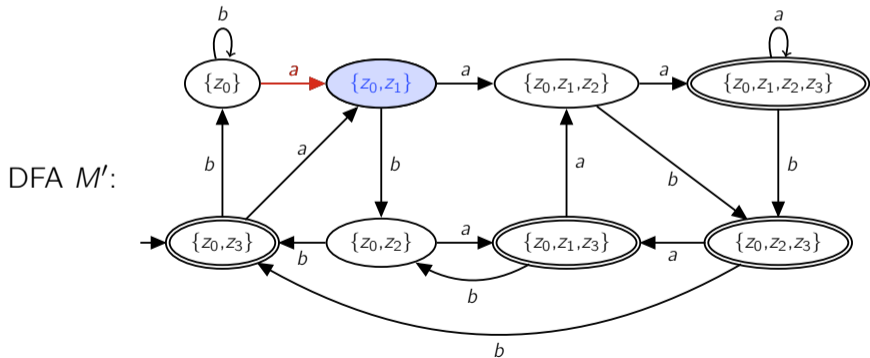 b a
{z₀} a {z₀,z₁} a {z₀,z₁,z₂} a {z₀,z₁,z₂,z₃}
b a b a b b
DFA M′:
{z₀,z₃} b {z₀,z₂} a {z₀,z₁,z₃} a {z₀,z₂,z₃}
b
b